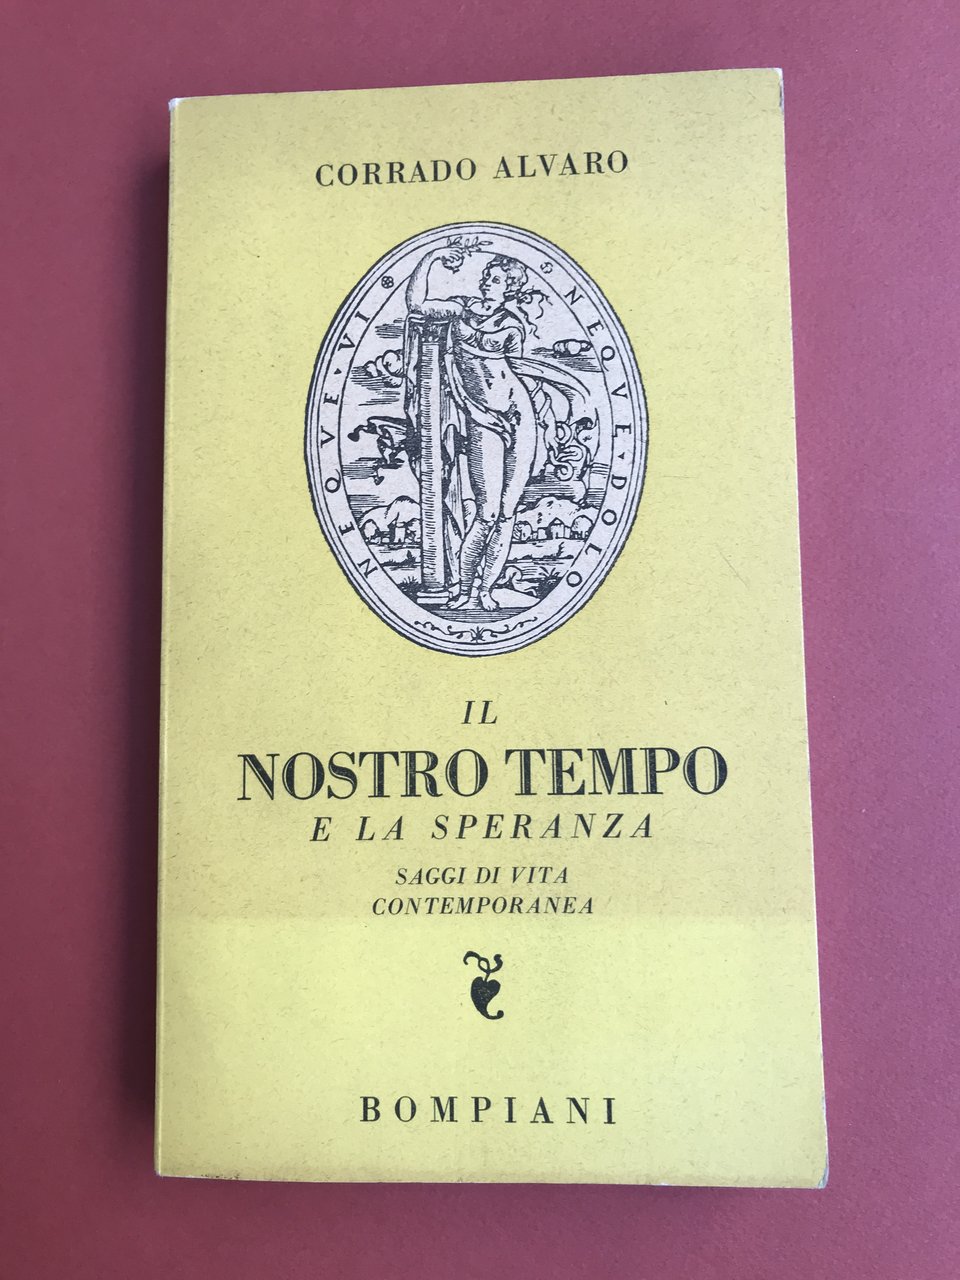 CORRADO ALVARO
NEQVE · VI
NEQVE · DOLO
IL
NOSTRO TEMPO
E LA SPERANZA
SAGGI DI VITA
CONTEMPORANEA
BOMPIANI